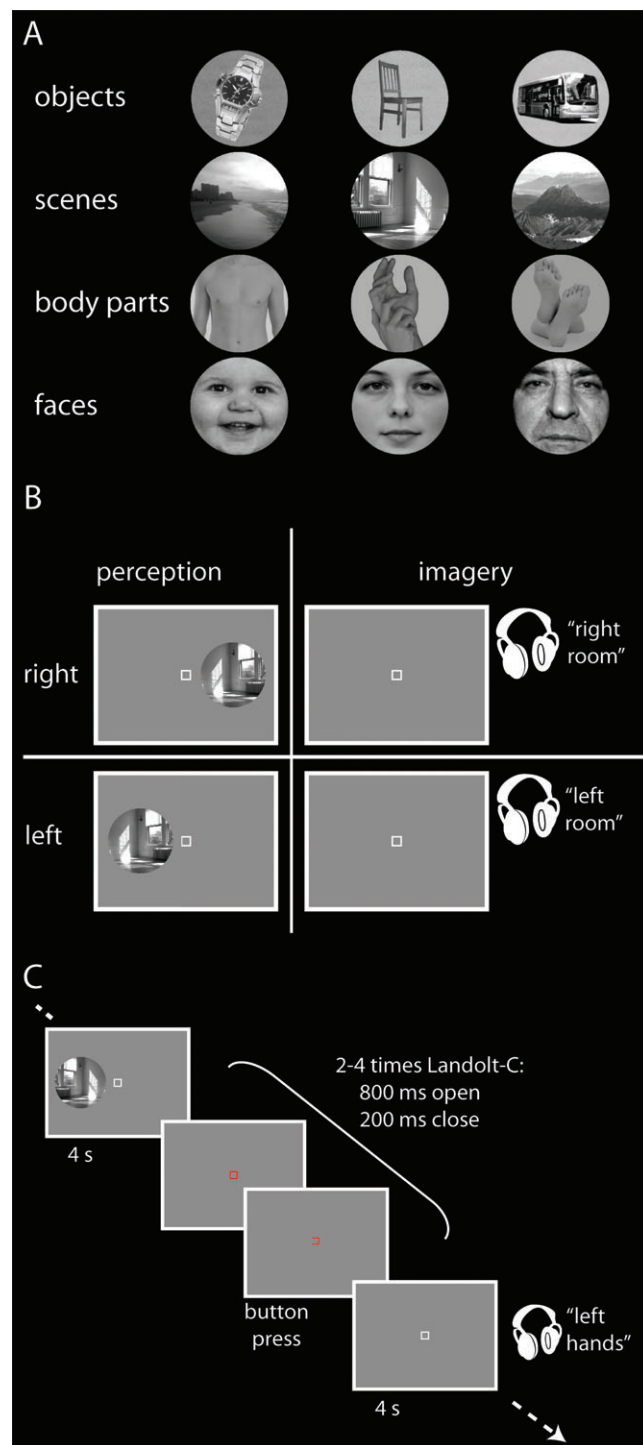 A
objects
scenes
body parts
faces
B
perception
imagery
right
“right
room”
left
“left
room”
C
2-4 times Landolt-C:
800 ms open
200 ms close
4 s
button
press
“left
hands”
4 s